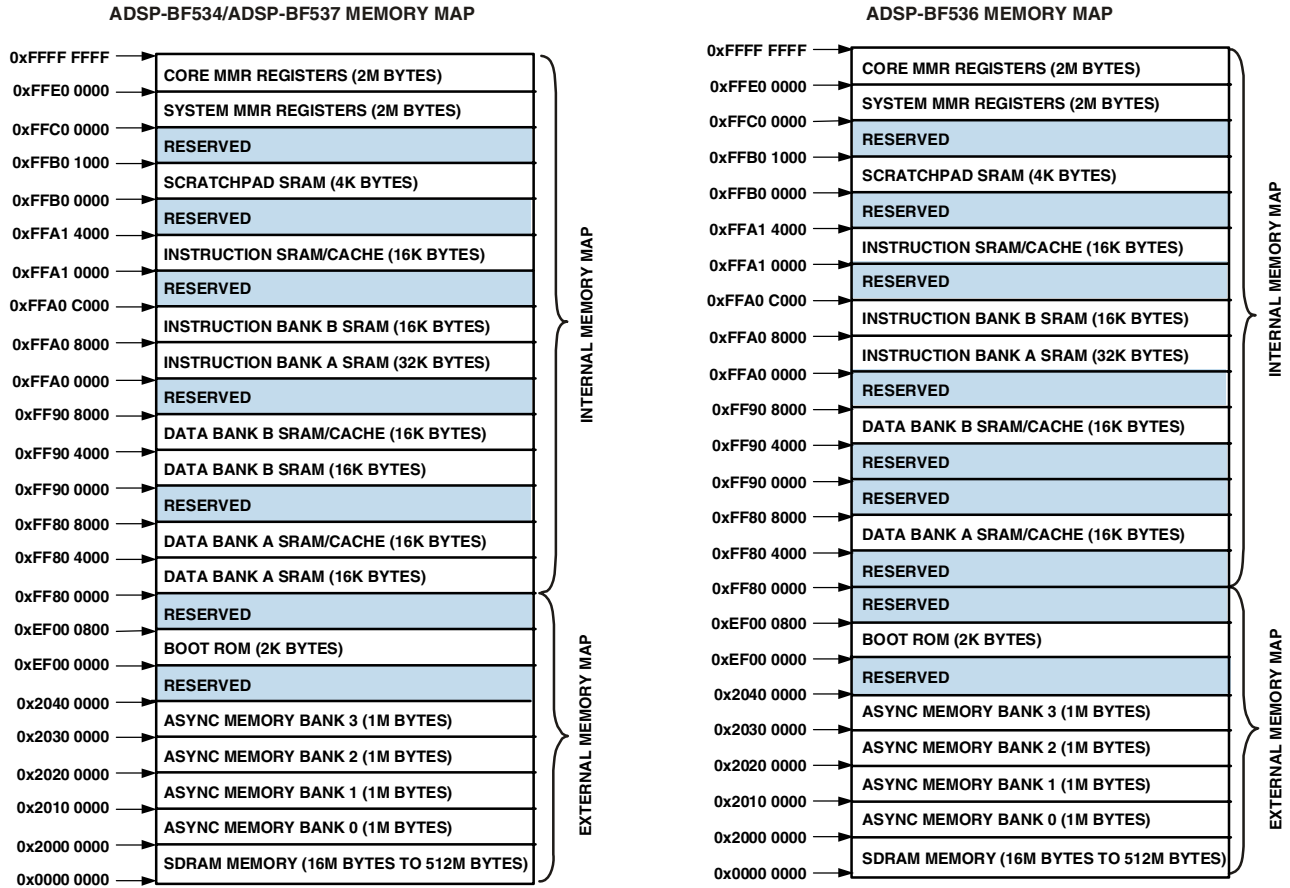 ADSP-BF534/ADSP-BF537 MEMORY MAP
0xFFFF FFFF
CORE MMR REGISTERS (2M BYTES)
0xFFE0 0000
SYSTEM MMR REGISTERS (2M BYTES)
0xFFC0 0000
RESERVED
0xFFB0 1000
SCRATCHPAD SRAM (4K BYTES)
0xFFB0 0000
RESERVED
0xFFA1 4000
INSTRUCTION SRAM/CACHE (16K BYTES)
0xFFA1 0000
RESERVED
0xFFA0 C000
INSTRUCTION BANK B SRAM (16K BYTES)
0xFFA0 8000
INSTRUCTION BANK A SRAM (32K BYTES)
0xFFA0 0000
RESERVED
0xFF90 8000
DATA BANK B SRAM/CACHE (16K BYTES)
0xFF90 4000
DATA BANK B SRAM (16K BYTES)
0xFF90 0000
RESERVED
0xFF80 8000
DATA BANK A SRAM/CACHE (16K BYTES)
0xFF80 4000
DATA BANK A SRAM (16K BYTES)
0xFF80 0000
RESERVED
0xEF00 0800
BOOT ROM (2K BYTES)
0xEF00 0000
RESERVED
0x2040 0000
ASYNC MEMORY BANK 3 (1M BYTES)
0x2030 0000
ASYNC MEMORY BANK 2 (1M BYTES)
0x2020 0000
ASYNC MEMORY BANK 1 (1M BYTES)
0x2010 0000
ASYNC MEMORY BANK 0 (1M BYTES)
0x2000 0000
SDRAM MEMORY (16M BYTES TO 512M BYTES)
0x0000 0000
INTERNAL MEMORY MAP
EXTERNAL MEMORY MAP
ADSP-BF536 MEMORY MAP
0xFFFF FFFF
CORE MMR REGISTERS (2M BYTES)
0xFFE0 0000
SYSTEM MMR REGISTERS (2M BYTES)
0xFFC0 0000
RESERVED
0xFFB0 1000
SCRATCHPAD SRAM (4K BYTES)
0xFFB0 0000
RESERVED
0xFFA1 4000
INSTRUCTION SRAM/CACHE (16K BYTES)
0xFFA1 0000
RESERVED
0xFFA0 C000
INSTRUCTION BANK B SRAM (16K BYTES)
0xFFA0 8000
INSTRUCTION BANK A SRAM (32K BYTES)
0xFFA0 0000
RESERVED
0xFF90 8000
DATA BANK B SRAM/CACHE (16K BYTES)
0xFF90 4000
RESERVED
0xFF90 0000
RESERVED
0xFF80 8000
DATA BANK A SRAM/CACHE (16K BYTES)
0xFF80 4000
RESERVED
0xFF80 0000
RESERVED
0xEF00 0800
BOOT ROM (2K BYTES)
0xEF00 0000
RESERVED
0x2040 0000
ASYNC MEMORY BANK 3 (1M BYTES)
0x2030 0000
ASYNC MEMORY BANK 2 (1M BYTES)
0x2020 0000
ASYNC MEMORY BANK 1 (1M BYTES)
0x2010 0000
ASYNC MEMORY BANK 0 (1M BYTES)
0x2000 0000
SDRAM MEMORY (16M BYTES TO 512M BYTES)
0x0000 0000
INTERNAL MEMORY MAP
EXTERNAL MEMORY MAP